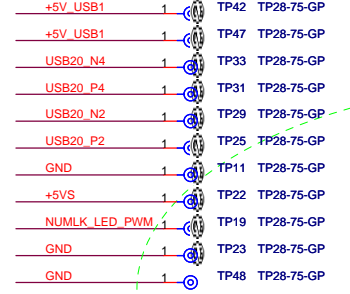 +5V_USB1 1 TP42 TP28-75-GP
+5V_USB1 1 TP47 TP28-75-GP
USB20_N4 1 TP33 TP28-75-GP
USB20_P4 1 TP31 TP28-75-GP
USB20_N2 1 TP29 TP28-75-GP
USB20_P2 1 TP25 TP28-75-GP
GND 1 TP11 TP28-75-GP
+5VS 1 TP22 TP28-75-GP
NUMLK_LED_PWM 1 TP19 TP28-75-GP
GND 1 TP23 TP28-75-GP
GND 1 TP48 TP28-75-GP